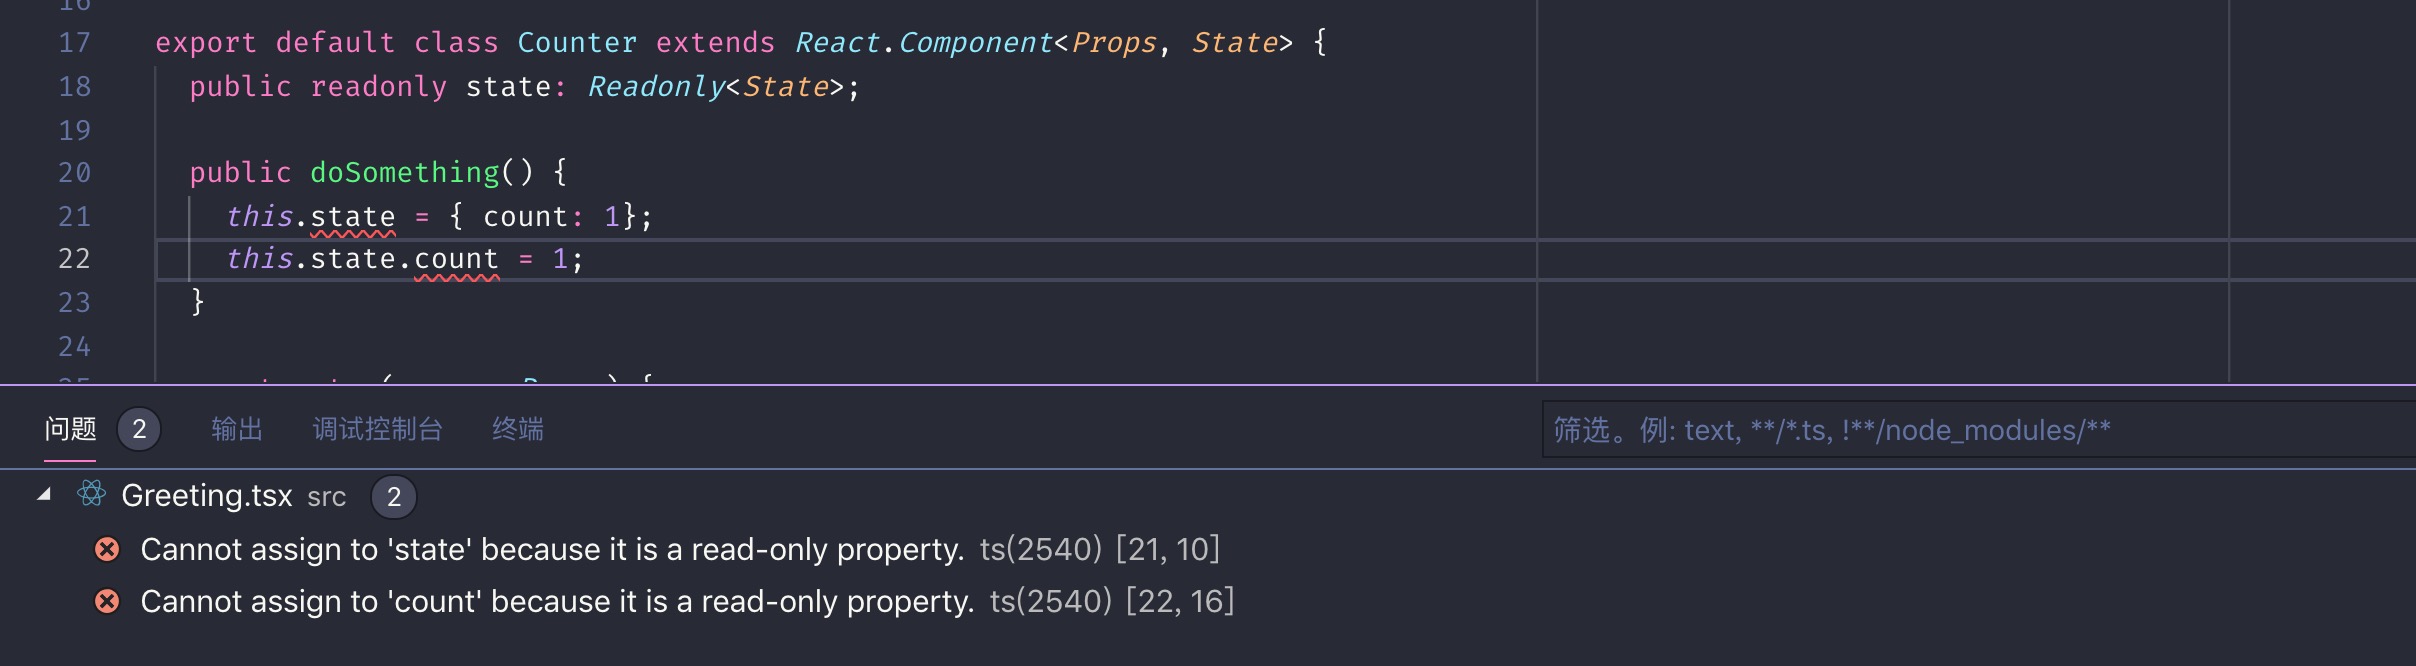 16
17 export default class Counter extends React.Component<Props, State> {
18 public readonly state: Readonly<State>;
19
20 public doSomething() {
21 this.state = { count: 1};
22 this.state.count = 1;
23 }
24
问题 2 输出 调试控制台 终端 筛选。例: text, **/*.ts, !**/node_modules/**
Greeting.tsx src 2
Cannot assign to 'state' because it is a read-only property. ts(2540) [21, 10]
Cannot assign to 'count' because it is a read-only property. ts(2540) [22, 16]